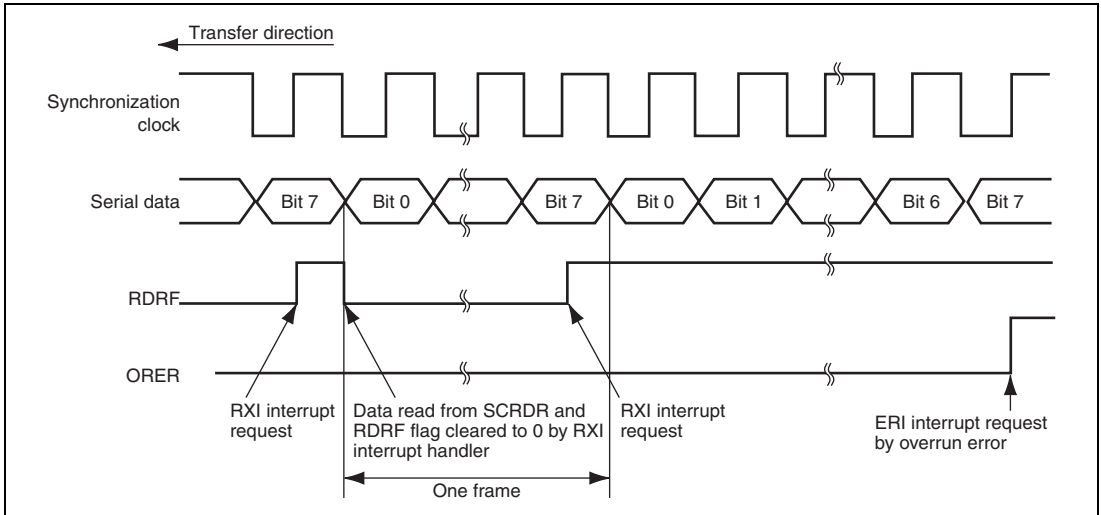 Transfer direction
Synchronization
clock
Serial data
Bit 7
Bit 0
Bit 7
Bit 0
Bit 1
Bit 6
Bit 7
RDRF
ORER
RXI interrupt
request
Data read from SCRDR and
RDRF flag cleared to 0 by RXI
interrupt handler
RXI interrupt
request
ERI interrupt request
by overrun error
One frame